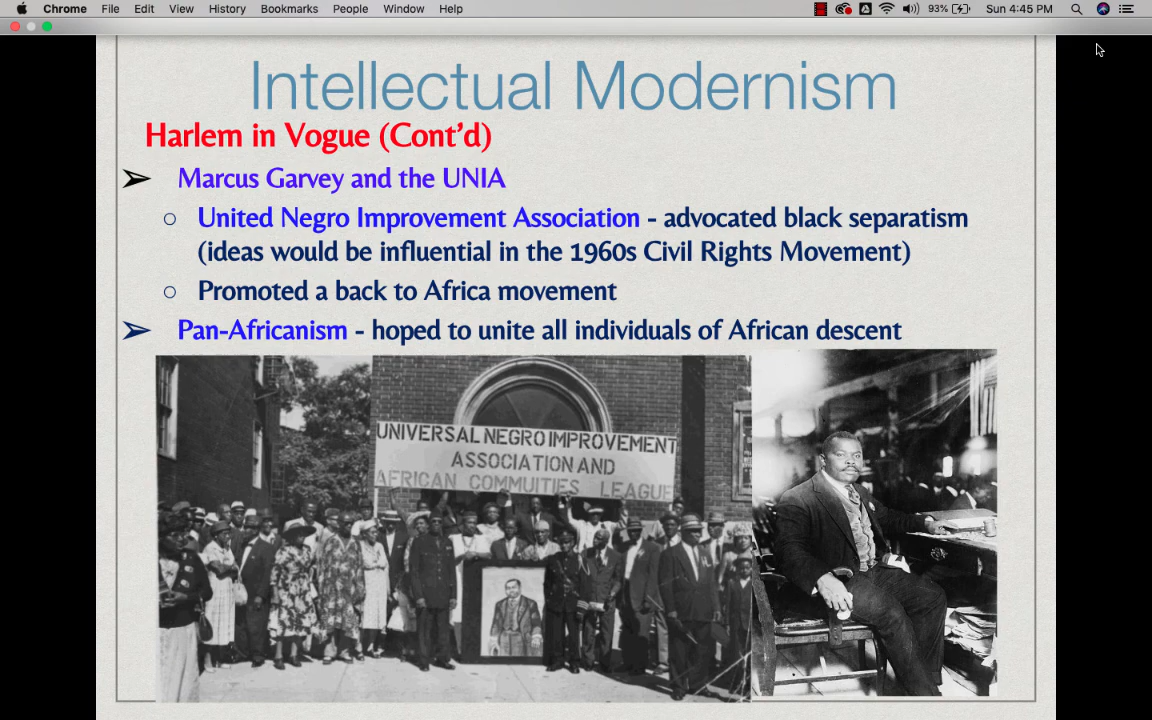 Chrome File Edit View History Bookmarks People Window Help 93% Sun 4:45 PM
Intellectual Modernism
Harlem in Vogue (Cont'd)
➢ Marcus Garvey and the UNIA
○ United Negro Improvement Association - advocated black separatism
(ideas would be influential in the 1960s Civil Rights Movement)
○ Promoted a back to Africa movement
➢ Pan-Africanism - hoped to unite all individuals of African descent
UNIVERSAL NEGRO IMPROVEMENT
ASSOCIATION AND
AFRICAN COMMUITIES LEAGUE